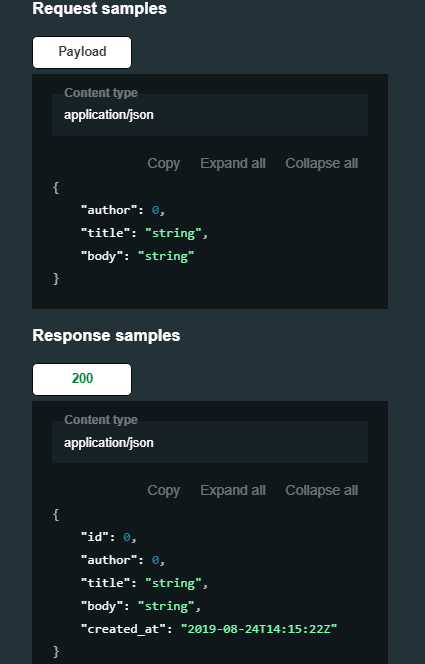 Request samples
Payload
Content type
application/json
Copy Expand all Collapse all
{
"author": 0,
"title": "string",
"body": "string"
}
Response samples
200
Content type
application/json
Copy Expand all Collapse all
{
"id": 0,
"author": 0,
"title": "string",
"body": "string",
"created_at": "2019-08-24T14:15:22Z"
}